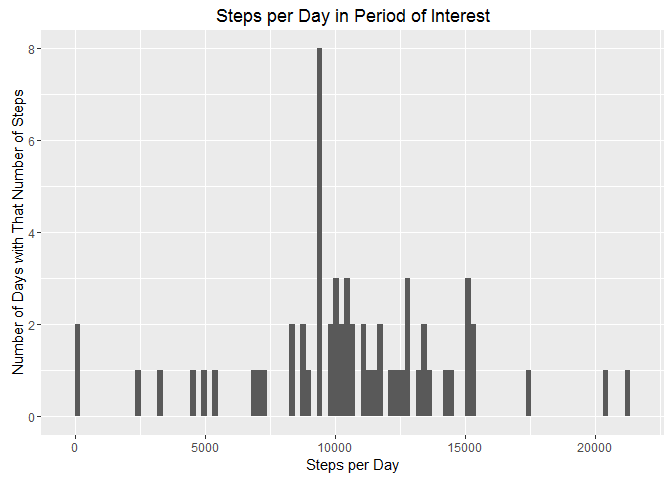 Steps per Day in Period of Interest
Number of Days with That Number of Steps
8
6
4
2
0
0 5000 10000 15000 20000
Steps per Day